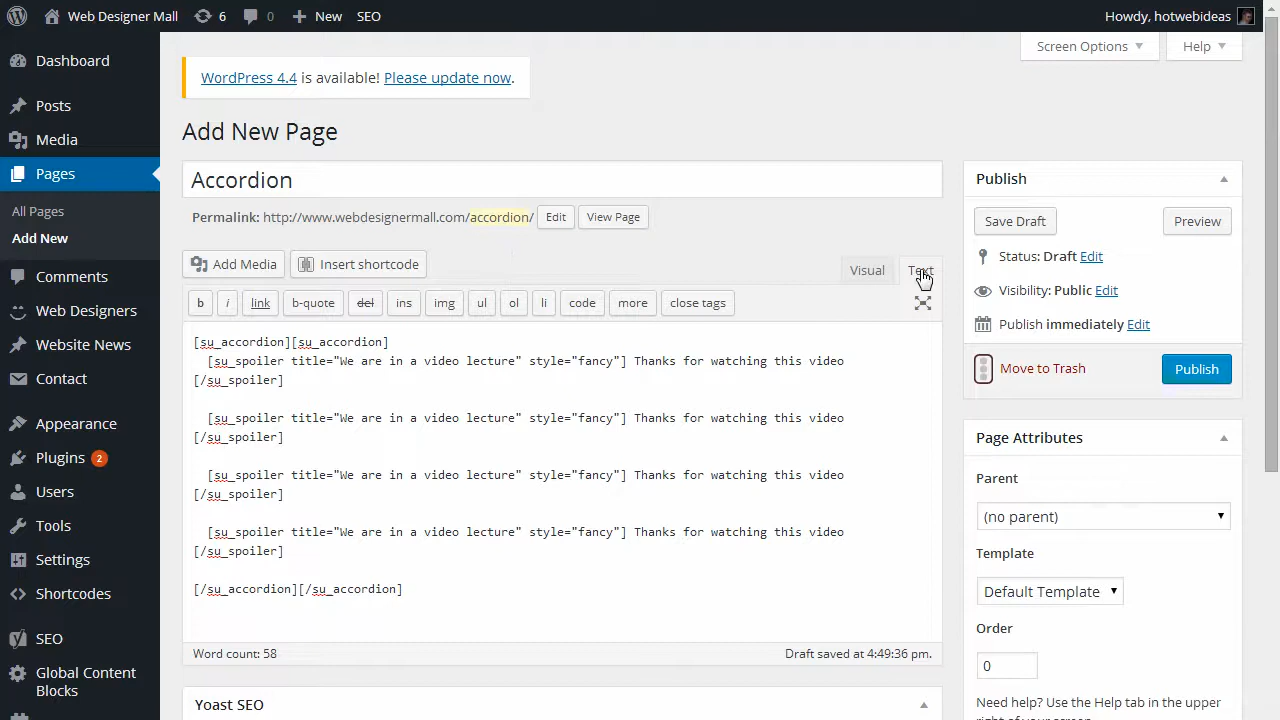 Web Designer Mall 6 0 New SEO Howdy, hotwebideas
Screen Options Help
Dashboard
Posts
Media
Pages
All Pages
Add New
Comments
Web Designers
Website News
Contact
Appearance
Plugins 2
Users
Tools
Settings
Shortcodes
SEO
Global Content
Blocks
WordPress 4.4 is available! Please update now.
Add New Page
Accordion
Permalink: http://www.webdesignermall.com/accordion/ Edit View Page
Add Media Insert shortcode Visual Text
b i link b-quote del ins img ul ol li code more close tags
[su_accordion][su_accordion]
[su_spoiler title="We are in a video lecture" style="fancy"] Thanks for watching this video
[/su_spoiler]
[su_spoiler title="We are in a video lecture" style="fancy"] Thanks for watching this video
[/su_spoiler]
[su_spoiler title="We are in a video lecture" style="fancy"] Thanks for watching this video
[/su_spoiler]
[su_spoiler title="We are in a video lecture" style="fancy"] Thanks for watching this video
[/su_spoiler]
[/su_accordion][/su_accordion]
Word count: 58 Draft saved at 4:49:36 pm.
Yoast SEO
Publish
Save Draft Preview
Status: Draft Edit
Visibility: Public Edit
Publish immediately Edit
Move to Trash Publish
Page Attributes
Parent
(no parent)
Template
Default Template
Order
0
Need help? Use the Help tab in the upper
right of your screen.